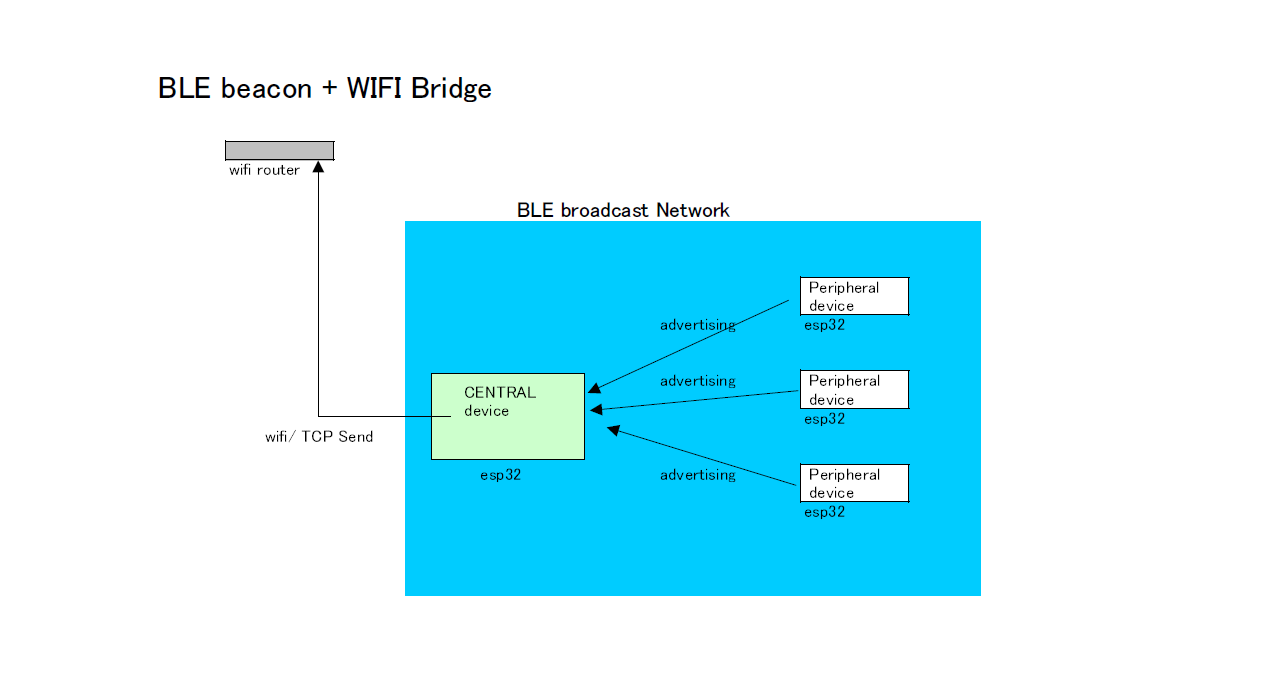 BLE beacon + WIFI Bridge
wifi router
BLE broadcast Network
Peripheral
device
esp32
advertising
advertising
Peripheral
device
esp32
CENTRAL
device
wifi/ TCP Send
esp32
advertising
Peripheral
device
esp32